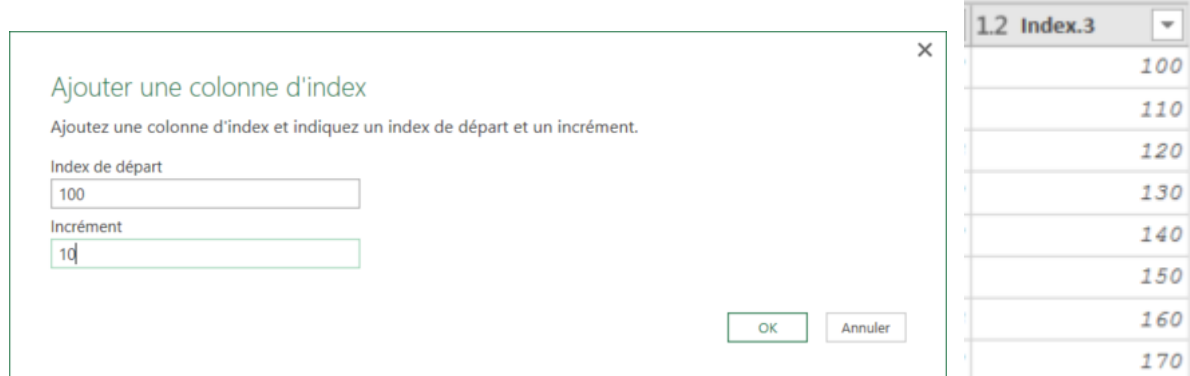 Ajouter une colonne d'index
Ajoutez une colonne d'index et indiquez un index de départ et un incrément.
Index de départ
100
Incrément
10
OK Annuler
1.2 Index.3
100
110
120
130
140
150
160
170